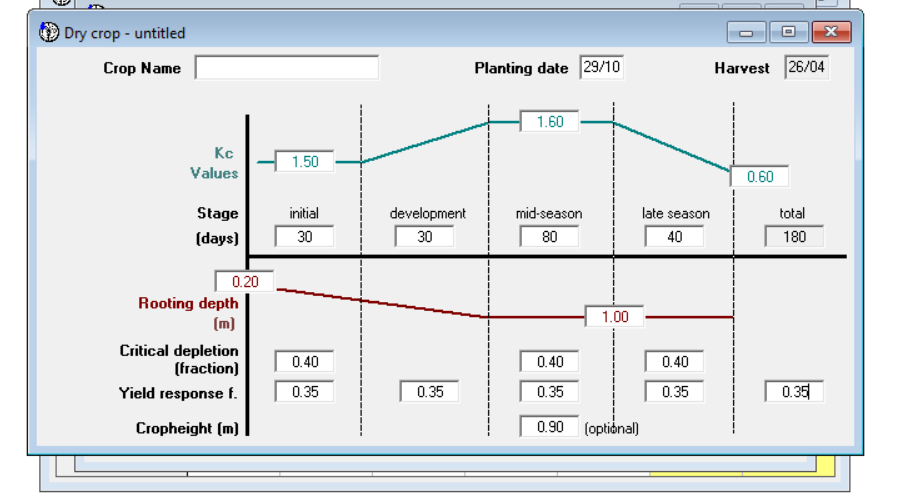 Dry crop - untitled
Crop Name Planting date 29/10 Harvest 26/04
1.60
Kc 1.50
Values 0.60
Stage initial development mid-season late season total
(days) 30 30 80 40 180
0.20
Rooting depth 1.00
(m)
Critical depletion
(fraction) 0.40 0.40 0.40
Yield response f. 0.35 0.35 0.35 0.35 0.35
Cropheight (m) 0.90 (optional)